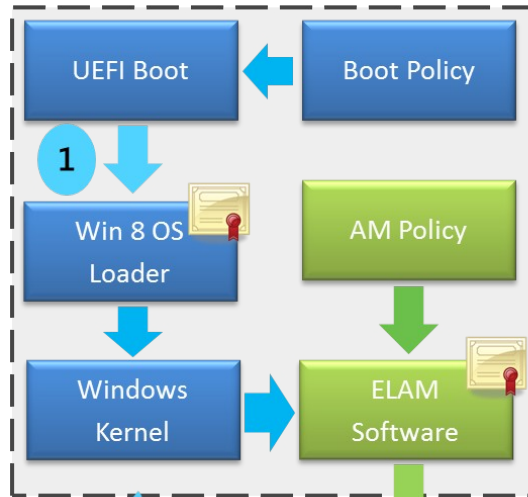 UEFI Boot
Boot Policy
1
Win 8 OS
Loader
AM Policy
Windows
Kernel
ELAM
Software